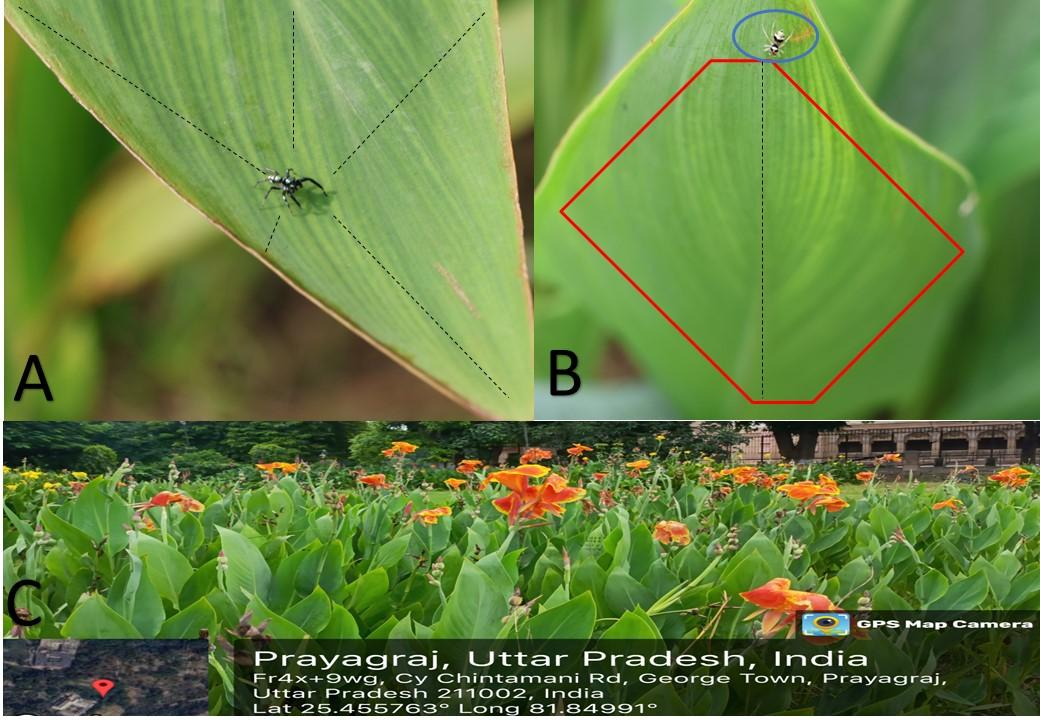 A
B
C
GPS Map Camera
Prayagraj, Uttar Pradesh, India
Fr4x+9wg, Cy Chintamani Rd, George Town, Prayagraj,
Uttar Pradesh 211002, India
Lat 25.455763° Long 81.84991°